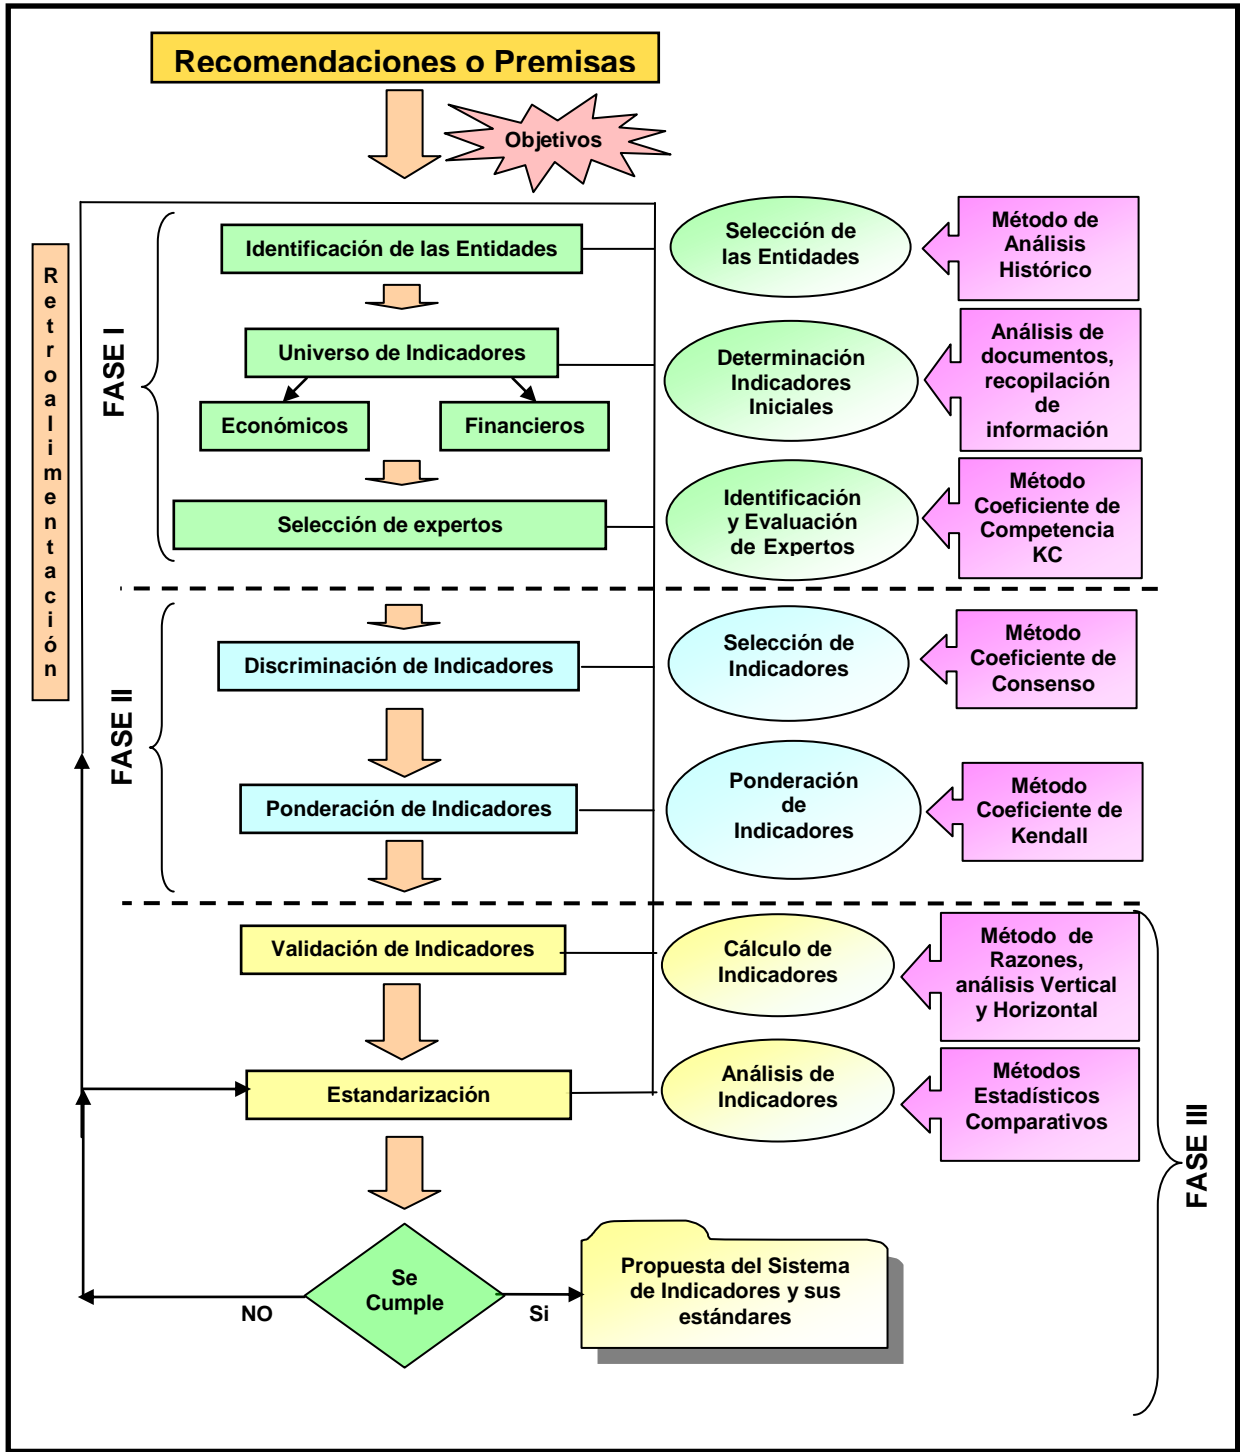 Recomendaciones o Premisas
Objetivos
Retroalimentación
FASE I
Identificación de las Entidades
Selección de
las Entidades
Método de
Análisis
Histórico
Universo de Indicadores
Económicos
Financieros
Determinación
Indicadores
Iniciales
Análisis de
documentos,
recopilación
de
información
Selección de expertos
Identificación
y Evaluación
de Expertos
Método
Coeficiente de
Competencia
KC
FASE II
Discriminación de Indicadores
Selección de
Indicadores
Método
Coeficiente de
Consenso
Ponderación de Indicadores
Ponderación
de
Indicadores
Método
Coeficiente de
Kendall
FASE III
Validación de Indicadores
Cálculo de
Indicadores
Método de
Razones,
análisis Vertical
y Horizontal
Estandarización
Análisis de
Indicadores
Métodos
Estadísticos
Comparativos
Se
Cumple
NO
Si
Propuesta del Sistema
de Indicadores y sus
estándares